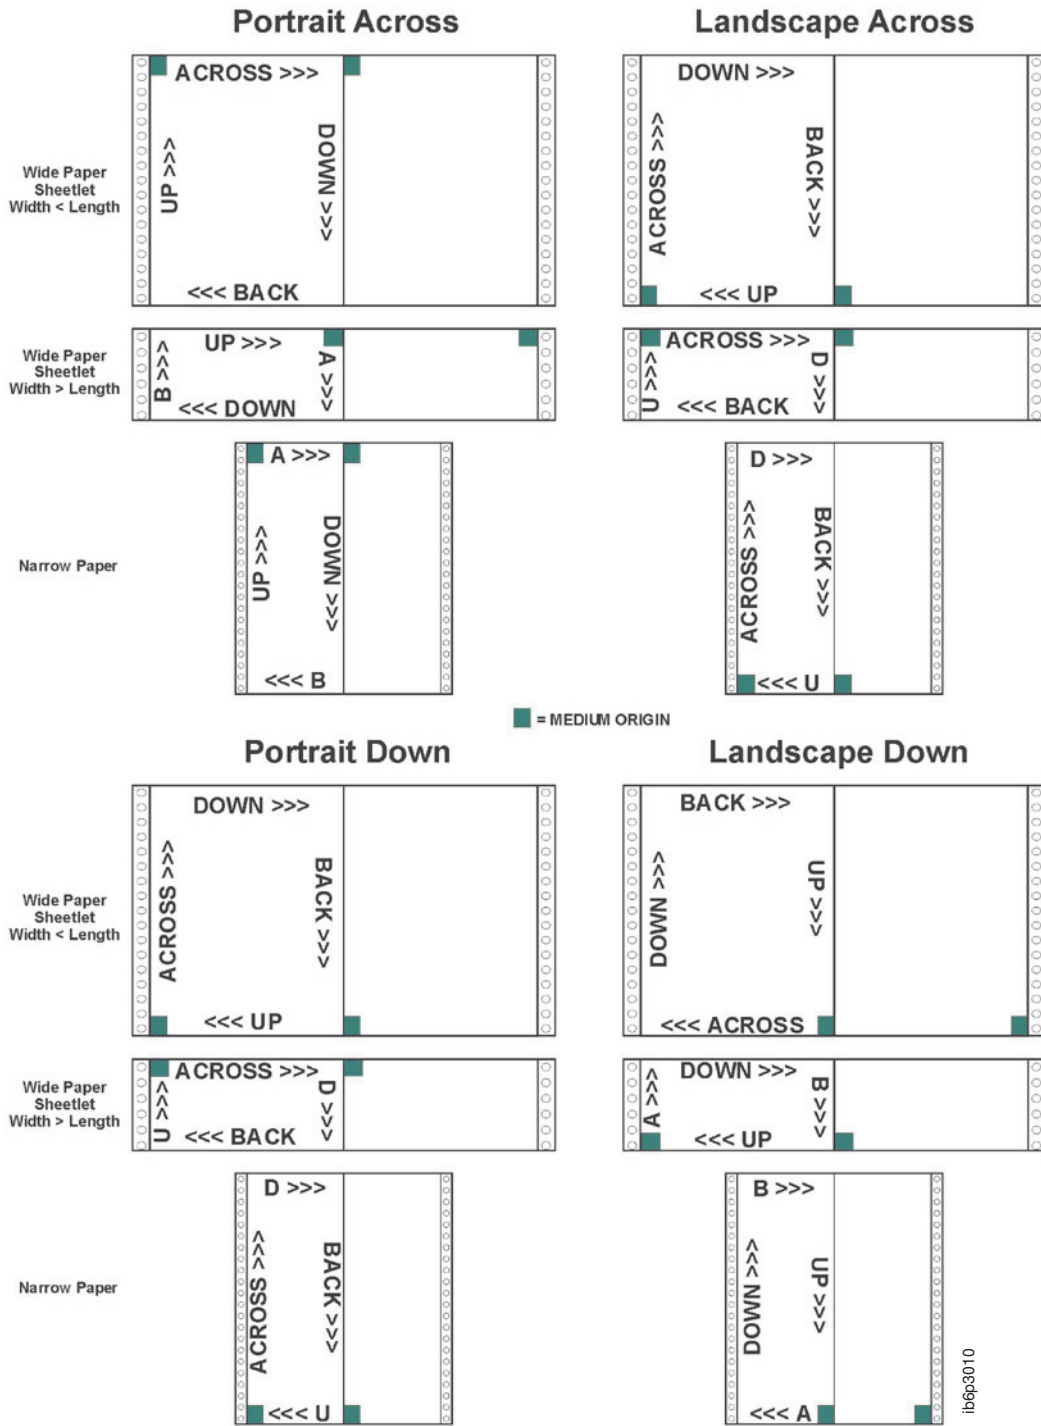 Portrait Across
Landscape Across
Wide Paper
Sheetlet
Width < Length
ACROSS >>>
UP >>>
DOWN >>>
<<< BACK
DOWN >>>
ACROSS >>>
BACK >>>
<<< UP
Wide Paper
Sheetlet
Width > Length
UP >>>
B >>>
A >>>
<<< DOWN
ACROSS >>>
U >>>
D >>>
<<< BACK
Narrow Paper
A >>>
UP >>>
DOWN >>>
<<< B
D >>>
ACROSS >>>
BACK >>>
<<< U
= MEDIUM ORIGIN
Portrait Down
Landscape Down
Wide Paper
Sheetlet
Width < Length
DOWN >>>
ACROSS >>>
BACK >>>
<<< UP
BACK >>>
DOWN >>>
UP >>>
<<< ACROSS
Wide Paper
Sheetlet
Width > Length
ACROSS >>>
U >>>
D >>>
<<< BACK
DOWN >>>
A >>>
B >>>
<<< UP
Narrow Paper
D >>>
ACROSS >>>
BACK >>>
<<< U
B >>>
DOWN >>>
UP >>>
<<< A
ib6p3010